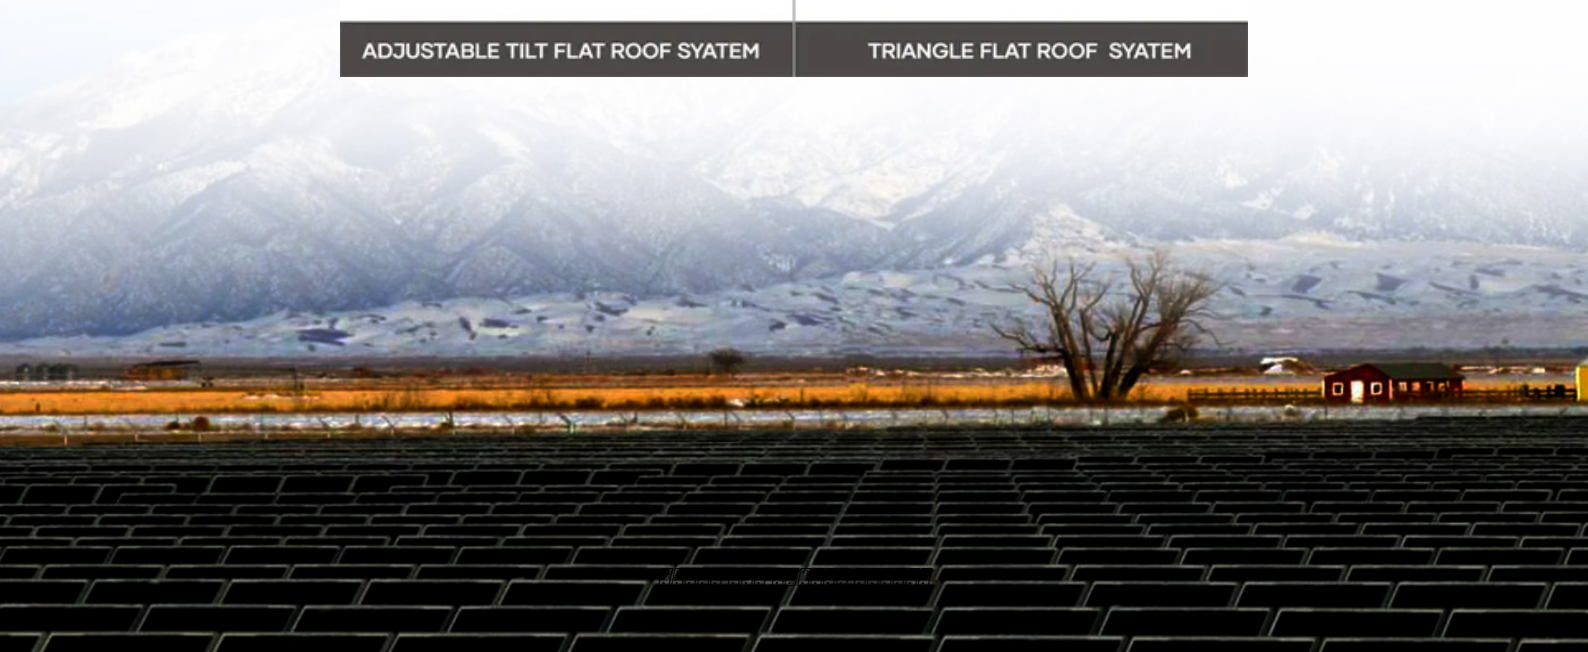 ADJUSTABLE TILT FLAT ROOF SYATEM
TRIANGLE FLAT ROOF SYATEM